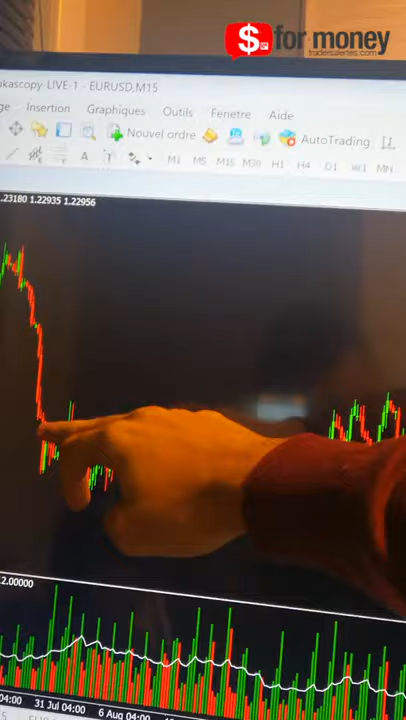 $ for money
tradersalertes.com
ukascopy-LIVE-1 - EURUSD,M15
Insertion Graphiques Outils Fenetre Aide
Nouvel ordre AutoTrading
A T M1 M5 M15 M30 H1 H4 D1 W1 MN
.23180 1.22935 1.22956
2.00000
04:00 31 Jul 04:00 6 Aug 04:00